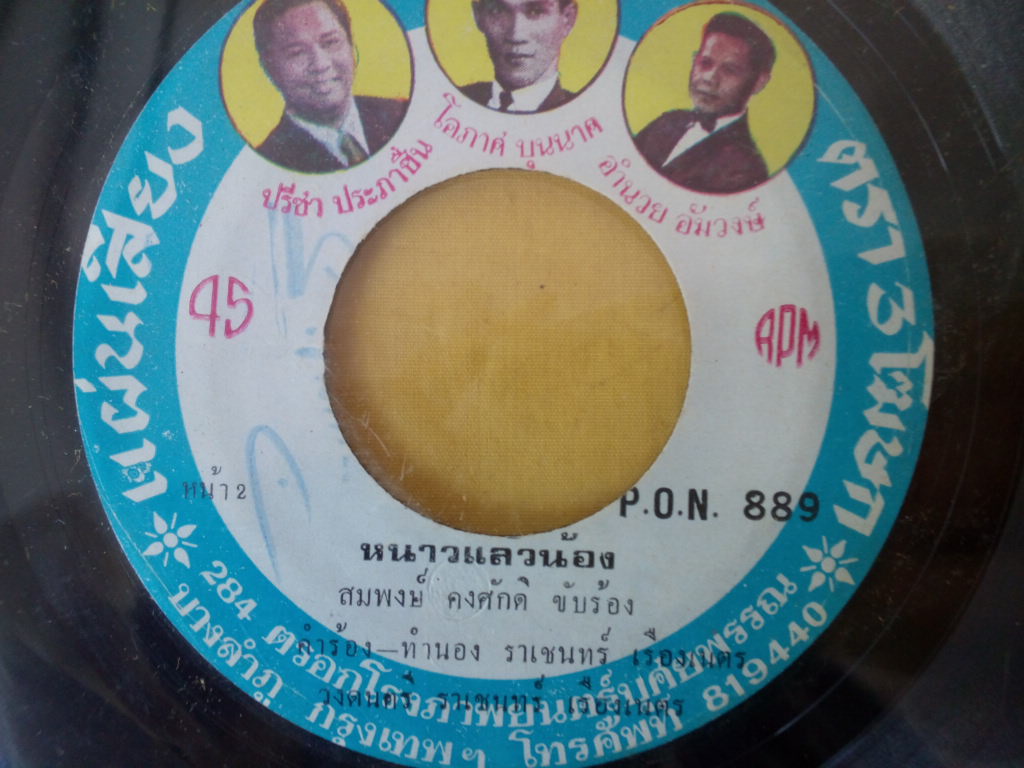 แผ่นเสียง
ตรา 3 โฆษก
ปรีชา ประภาชื่น
โฆภาค บุนนาค
อำนวย อัมวงษ์
45
RPM
หน้า 2
P.O.N. 889
หนาวแลวน้อง
สมพงษ์ คงศักดิ์ ขับร้อง
คำร้อง—ทำนอง ราเชนทร์ เรืองเนตร
วงดนตรี ราเชนทร์ เรืองเนตร
284 ตรอกโรงภาพยนตร์บุศยพรรณ
บางลำภู กรุงเทพฯ โทรศัพท์ 819440